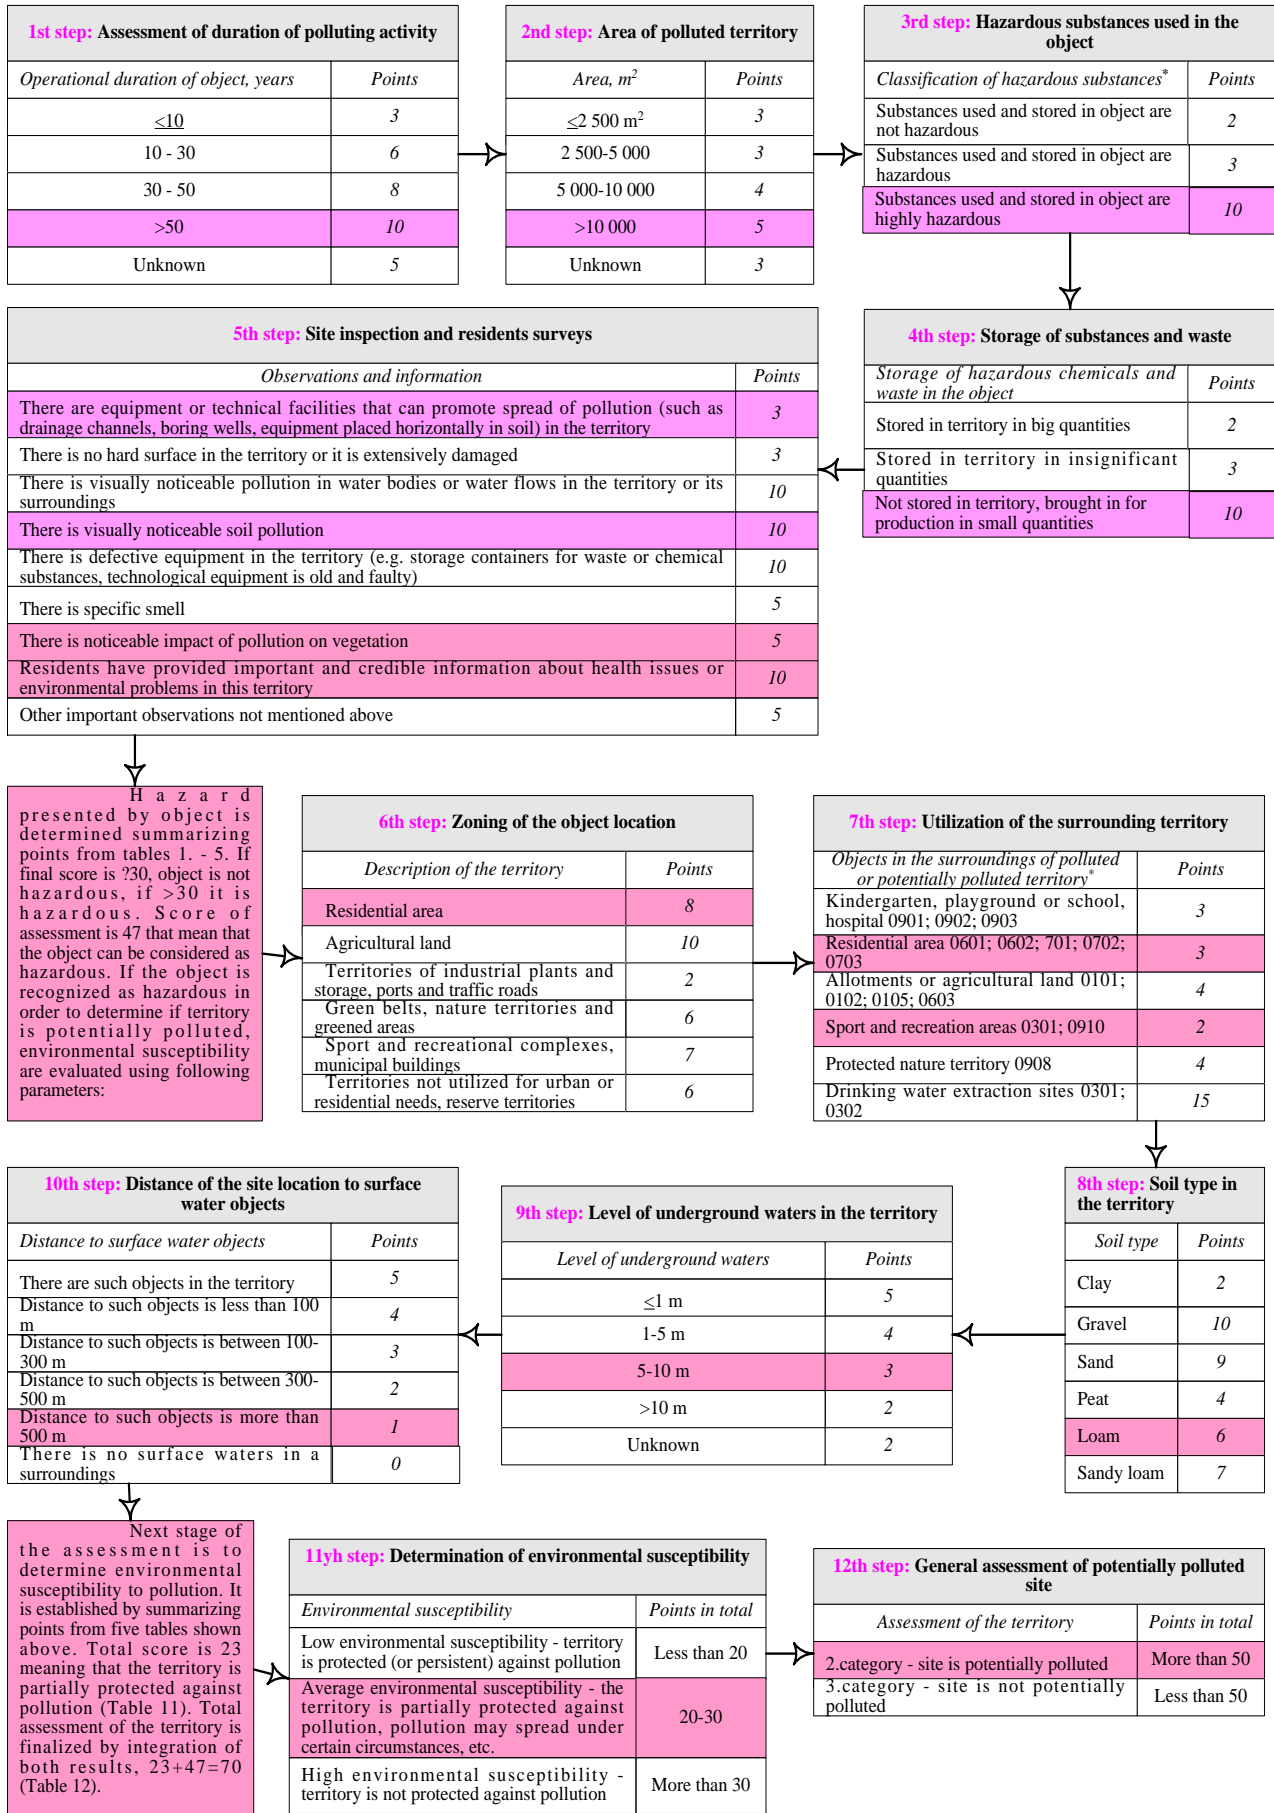 1st step: Assessment of duration of polluting activity
Operational duration of object, years Points
≤10 3
10 - 30 6
30 - 50 8
>50 10
Unknown 5
2nd step: Area of polluted territory
Area, m² Points
≤2 500 m² 3
2 500-5 000 3
5 000-10 000 4
>10 000 5
Unknown 3
3rd step: Hazardous substances used in the
object
Classification of hazardous substances* Points
Substances used and stored in object are
not hazardous 2
Substances used and stored in object are
hazardous 3
Substances used and stored in object are
highly hazardous 10
5th step: Site inspection and residents surveys
Observations and information Points
There are equipment or technical facilities that can promote spread of pollution (such as
drainage channels, boring wells, equipment placed horizontally in soil) in the territory 3
There is no hard surface in the territory or it is extensively damaged 3
There is visually noticeable pollution in water bodies or water flows in the territory or its
surroundings 10
There is visually noticeable soil pollution 10
There is defective equipment in the territory (e.g. storage containers for waste or chemical
substances, technological equipment is old and faulty) 10
There is specific smell 5
There is noticeable impact of pollution on vegetation 5
Residents have provided important and credible information about health issues or
environmental problems in this territory 10
Other important observations not mentioned above 5
4th step: Storage of substances and waste
Storage of hazardous chemicals and
waste in the object Points
Stored in territory in big quantities 2
Stored in territory in insignificant
quantities 3
Not stored in territory, brought in for
production in small quantities 10
Hazard
presented by object is
determined summarizing
points from tables 1. - 5. If
final score is ?30, object is not
hazardous, if >30 it is
hazardous. Score of
assessment is 47 that mean that
the object can be considered as
hazardous. If the object is
recognized as hazardous in
order to determine if territory
is potentially polluted,
environmental susceptibility
are evaluated using following
parameters:
6th step: Zoning of the object location
Description of the territory Points
Residential area 8
Agricultural land 10
Territories of industrial plants and
storage, ports and traffic roads 2
Green belts, nature territories and
greened areas 6
Sport and recreational complexes,
municipal buildings 7
Territories not utilized for urban or
residential needs, reserve territories 6
7th step: Utilization of the surrounding territory
Objects in the surroundings of polluted
or potentially polluted territory* Points
Kindergarten, playground or school,
hospital 0901; 0902; 0903 3
Residential area 0601; 0602; 701; 0702;
0703 3
Allotments or agricultural land 0101;
0102; 0105; 0603 4
Sport and recreation areas 0301; 0910 2
Protected nature territory 0908 4
Drinking water extraction sites 0301;
0302 15
10th step: Distance of the site location to surface
water objects
Distance to surface water objects Points
There are such objects in the territory 5
Distance to such objects is less than 100
m 4
Distance to such objects is between 100-
300 m 3
Distance to such objects is between 300-
500 m 2
Distance to such objects is more than
500 m 1
There is no surface waters in a
surroundings 0
9th step: Level of underground waters in the territory
Level of underground waters Points
≤1 m 5
1-5 m 4
5-10 m 3
>10 m 2
Unknown 2
8th step: Soil type in
the territory
Soil type Points
Clay 2
Gravel 10
Sand 9
Peat 4
Loam 6
Sandy loam 7
Next stage of
the assessment is to
determine environmental
susceptibility to pollution. It
is established by summarizing
points from five tables shown
above. Total score is 23
meaning that the territory is
partially protected against
pollution (Table 11). Total
assessment of the territory is
finalized by integration of
both results, 23+47=70
(Table 12).
11yh step: Determination of environmental susceptibility
Environmental susceptibility Points in total
Low environmental susceptibility - territory
is protected (or persistent) against pollution Less than 20
Average environmental susceptibility - the
territory is partially protected against
pollution, pollution may spread under
certain circumstances, etc. 20-30
High environmental susceptibility -
territory is not protected against pollution More than 30
12th step: General assessment of potentially polluted
site
Assessment of the territory Points in total
2.category - site is potentially polluted More than 50
3.category - site is not potentially
polluted Less than 50